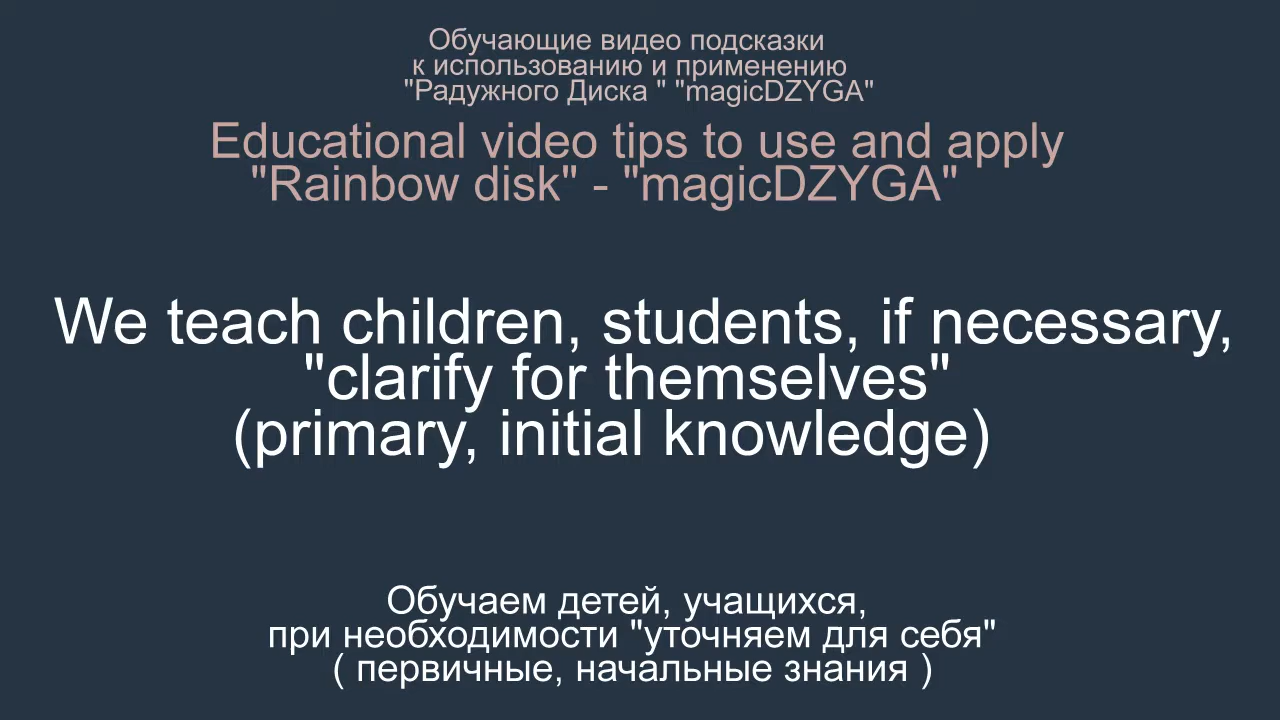 Обучающие видео подсказки
к использованию и применению
"Радужного Диска " "magicDZYGA"
Educational video tips to use and apply
"Rainbow disk" - "magicDZYGA"
We teach children, students, if necessary,
"clarify for themselves"
(primary, initial knowledge)
Обучаем детей, учащихся,
при необходимости "уточняем для себя"
( первичные, начальные знания )